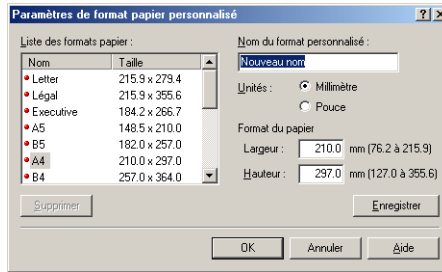 Paramètres de format papier personnalisé
Liste des formats papier :
Nom Taille
Letter 215.9 x 279.4
Légal 215.9 x 355.6
Executive 184.2 x 266.7
A5 148.5 x 210.0
B5 182.0 x 257.0
A4 210.0 x 297.0
B4 257.0 x 364.0
Supprimer
Nom du format personnalisé :
Nouveau nom
Unités : Millimètre
Pouce
Format du papier
Largeur : 210.0 mm (76.2 à 215.9)
Hauteur : 297.0 mm (127.0 à 355.6)
Enregistrer
OK Annuler Aide